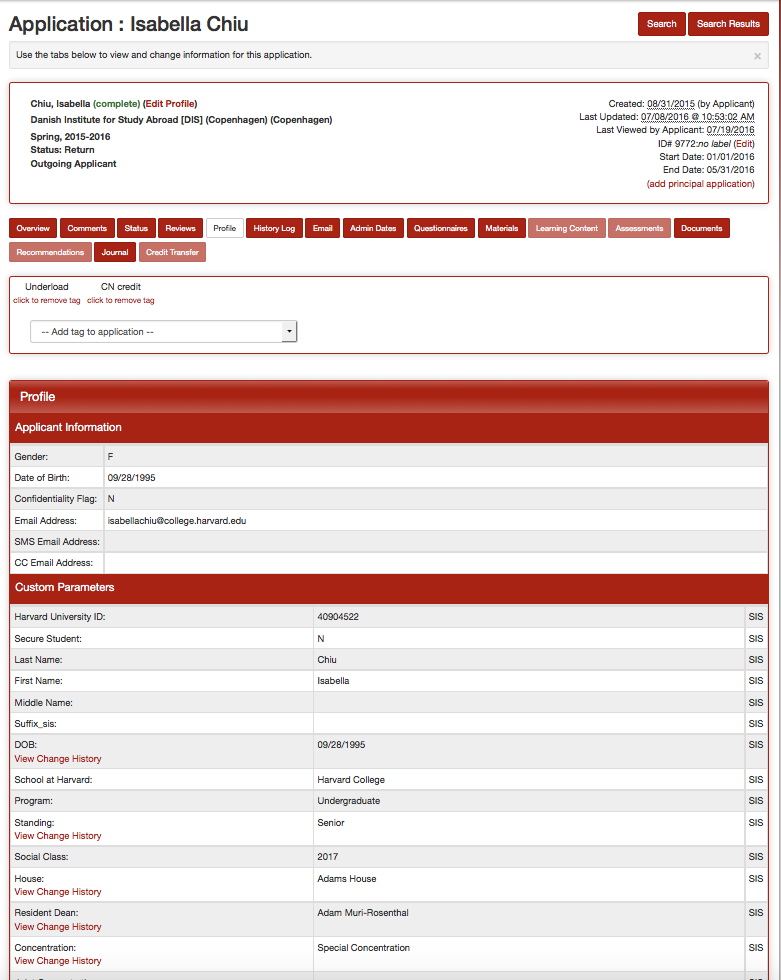 Application : Isabella Chiu
Search
Search Results
Use the tabs below to view and change information for this application.
×
Chiu, Isabella (complete) (Edit Profile)
Danish Institute for Study Abroad [DIS] (Copenhagen) (Copenhagen)
Spring, 2015-2016
Status: Return
Outgoing Applicant
Created: 08/31/2015 (by Applicant)
Last Updated: 07/08/2016 @ 10:53:02 AM
Last Viewed by Applicant: 07/19/2016
ID# 9772:no label (Edit)
Start Date: 01/01/2016
End Date: 05/31/2016
(add principal application)
Overview Comments Status Reviews Profile History Log Email Admin Dates Questionnaires Materials Learning Content Assessments Documents
Recommendations Journal Credit Transfer
Underload CN credit
click to remove tag click to remove tag
-- Add tag to application --
Profile
Applicant Information
Gender: F
Date of Birth: 09/28/1995
Confidentiality Flag: N
Email Address: isabellachiu@college.harvard.edu
SMS Email Address:
CC Email Address:
Custom Parameters
Harvard University ID: 40904522 SIS
Secure Student: N SIS
Last Name: Chiu SIS
First Name: Isabella SIS
Middle Name: SIS
Suffix_sis: SIS
DOB: 09/28/1995 SIS
View Change History
School at Harvard: Harvard College SIS
Program: Undergraduate SIS
Standing: Senior SIS
View Change History
Social Class: 2017 SIS
House: Adams House SIS
View Change History
Resident Dean: Adam Muri-Rosenthal SIS
View Change History
Concentration: Special Concentration SIS
View Change History